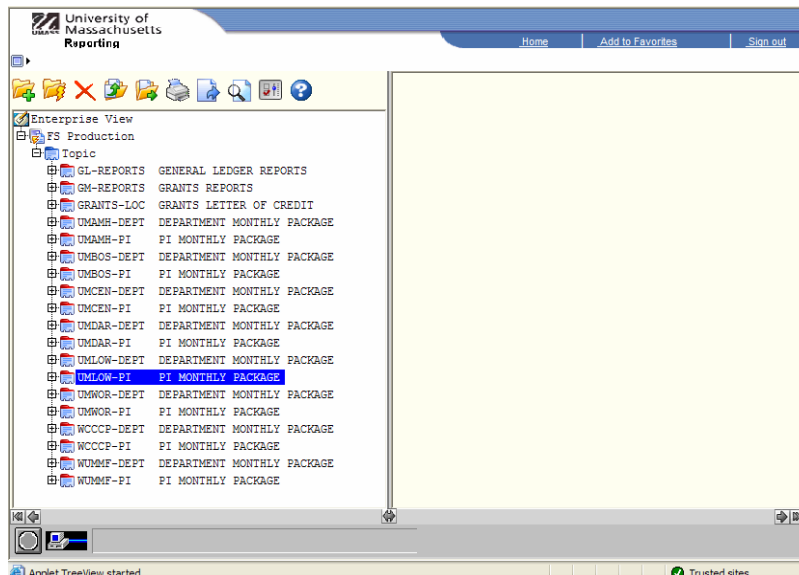 University of
Massachusetts
UMASS
Reporting
Home
Add to Favorites
Sign out
Enterprise View
FS Production
Topic
GL-REPORTS GENERAL LEDGER REPORTS
GM-REPORTS GRANTS REPORTS
GRANTS-LOC GRANTS LETTER OF CREDIT
UMAMH-DEPT DEPARTMENT MONTHLY PACKAGE
UMAMH-PI PI MONTHLY PACKAGE
UMBOS-DEPT DEPARTMENT MONTHLY PACKAGE
UMBOS-PI PI MONTHLY PACKAGE
UMCEN-DEPT DEPARTMENT MONTHLY PACKAGE
UMCEN-PI PI MONTHLY PACKAGE
UMDAR-DEPT DEPARTMENT MONTHLY PACKAGE
UMDAR-PI PI MONTHLY PACKAGE
UMLOW-DEPT DEPARTMENT MONTHLY PACKAGE
UMLOW-PI PI MONTHLY PACKAGE
UMWOR-DEPT DEPARTMENT MONTHLY PACKAGE
UMWOR-PI PI MONTHLY PACKAGE
WCCCP-DEPT DEPARTMENT MONTHLY PACKAGE
WCCCP-PI PI MONTHLY PACKAGE
WUMMF-DEPT DEPARTMENT MONTHLY PACKAGE
WUMMF-PI PI MONTHLY PACKAGE
Applet TreeView started
Trusted sites